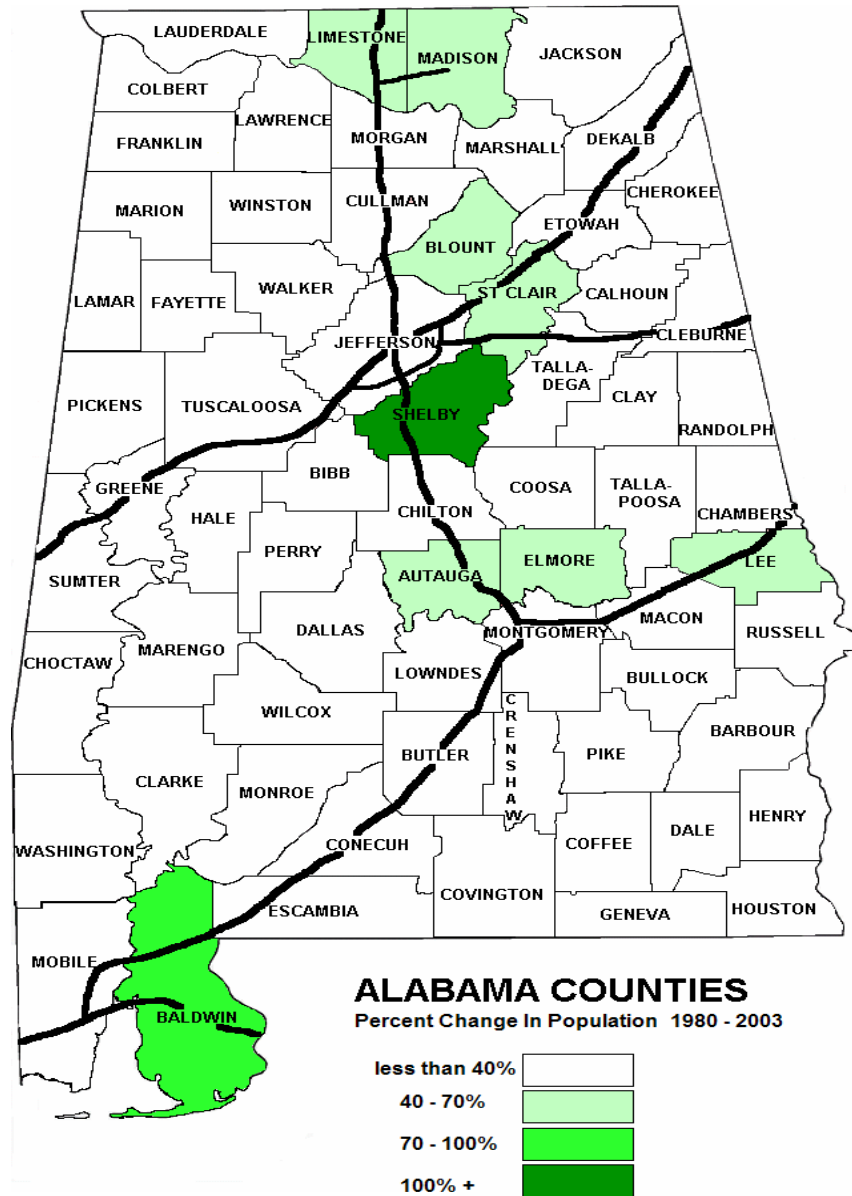 LAUDERDALE
LIMESTONE
MADISON
JACKSON
COLBERT
LAWRENCE
FRANKLIN
MORGAN
MARSHALL
DEKALB
CHEROKEE
MARION
WINSTON
CULLMAN
ETOWAH
BLOUNT
LAMAR
FAYETTE
WALKER
ST CLAIR
CALHOUN
JEFFERSON
CLEBURNE
PICKENS
TUSCALOOSA
SHELBY
TALLA-
DEGA
CLAY
RANDOLPH
GREENE
BIBB
HALE
CHILTON
COOSA
TALLA-
POOSA
CHAMBERS
PERRY
SUMTER
AUTAUGA
ELMORE
LEE
CHOCTAW
MARENGO
DALLAS
MONTGOMERY
MACON
RUSSELL
LOWNDES
BULLOCK
WILCOX
CRENSHAW
BARBOUR
CLARKE
BUTLER
PIKE
MONROE
WASHINGTON
CONECUH
COFFEE
DALE
HENRY
COVINGTON
ESCAMBIA
GENEVA
HOUSTON
MOBILE
BALDWIN
ALABAMA COUNTIES
Percent Change In Population 1980 - 2003
less than 40%
40 - 70%
70 - 100%
100% +